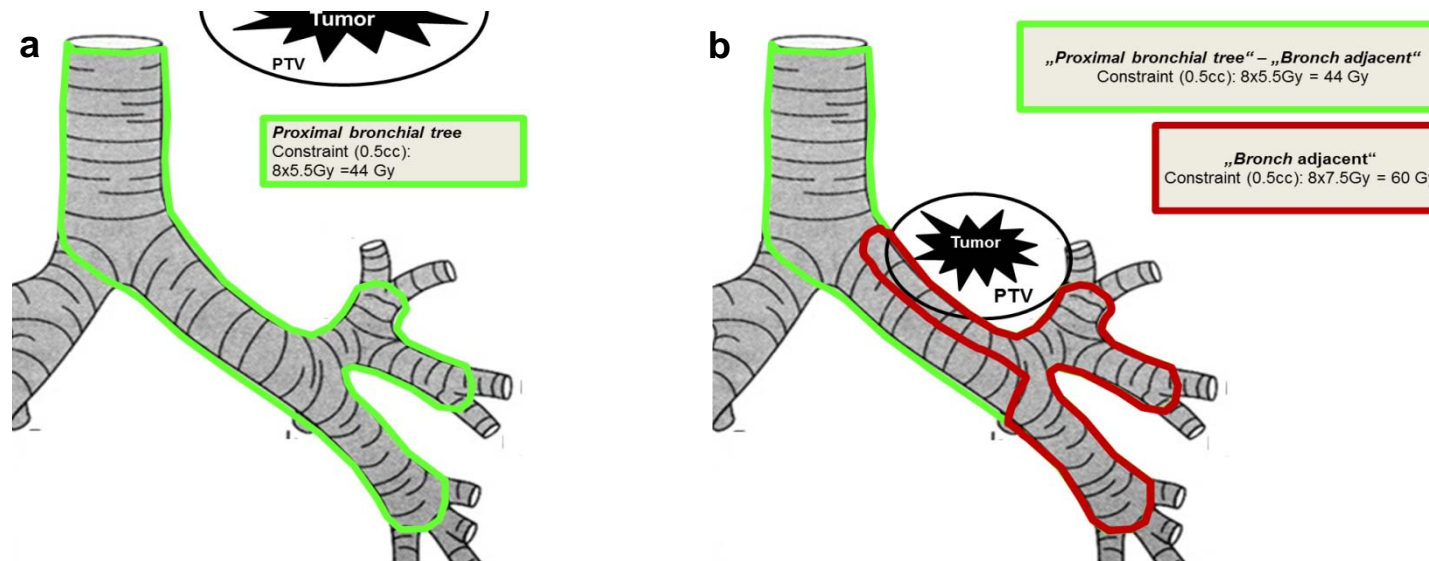 a
Tumor
PTV
Proximal bronchial tree
Constraint (0.5cc):
8x5.5Gy =44 Gy
b
„Proximal bronchial tree“ – „Bronch adjacent“
Constraint (0.5cc): 8x5.5Gy = 44 Gy
„Bronch adjacent“
Constraint (0.5cc): 8x7.5Gy = 60 G
Tumor
PTV